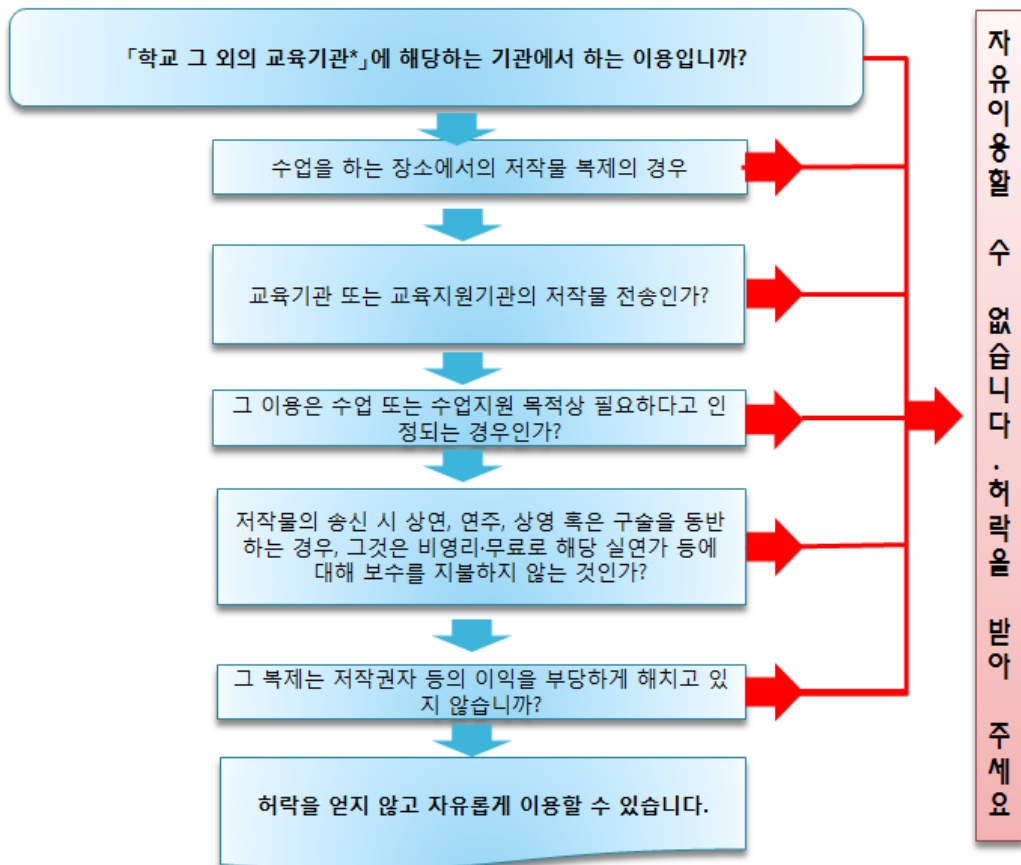 「학교 그 외의 교육기관*」에 해당하는 기관에서 하는 이용입니까?
수업을 하는 장소에서의 저작물 복제의 경우
교육기관 또는 교육지원기관의 저작물 전송인가?
그 이용은 수업 또는 수업지원 목적상 필요하다고 인
정되는 경우인가?
저작물의 송신 시 상연, 연주, 상영 혹은 구술을 동반
하는 경우, 그것은 비영리·무료로 해당 실연가 등에
대해 보수를 지불하지 않는 것인가?
그 복제는 저작권자 등의 이익을 부당하게 해치고 있
지 않습니까?
허락을 얻지 않고 자유롭게 이용할 수 있습니다.
자유이용할 수 없습니다.허락을 받아 주세요